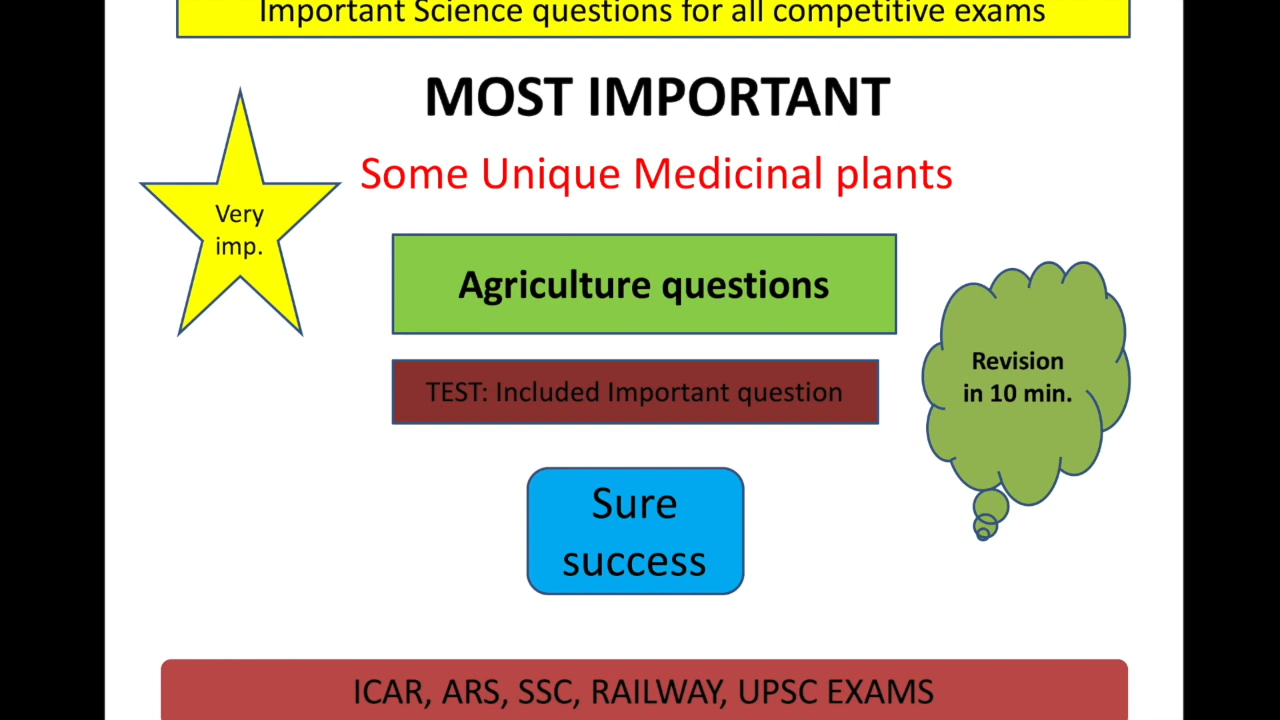 Important Science questions for all competitive exams
MOST IMPORTANT
Some Unique Medicinal plants
Very
imp.
Agriculture questions
Revision
in 10 min.
TEST: Included Important question
Sure
success
ICAR, ARS, SSC, RAILWAY, UPSC EXAMS